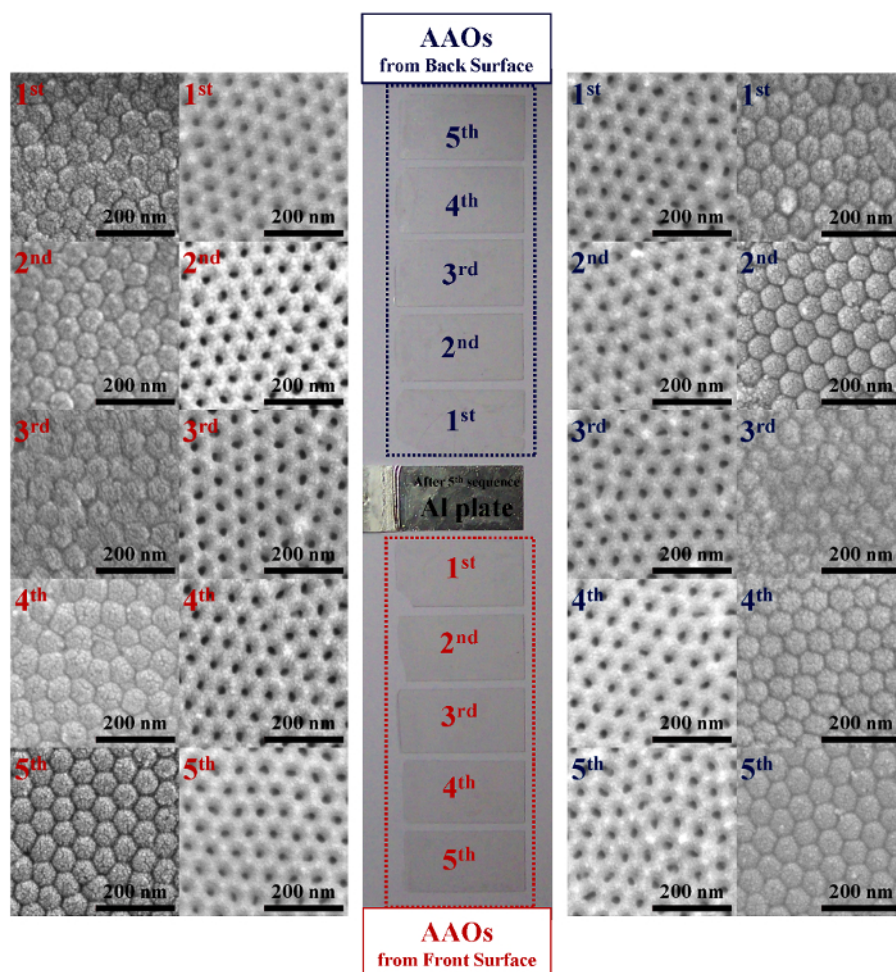 AAOs
from Back Surface
1st
200 nm
1st
200 nm
2nd
200 nm
2nd
200 nm
3rd
200 nm
3rd
200 nm
4th
200 nm
4th
200 nm
5th
200 nm
5th
200 nm
5th
4th
3rd
2nd
1st
After 5th sequence
Al plate
1st
2nd
3rd
4th
5th
1st
200 nm
1st
200 nm
2nd
200 nm
2nd
200 nm
3rd
200 nm
3rd
200 nm
4th
200 nm
4th
200 nm
5th
200 nm
5th
200 nm
AAOs
from Front Surface